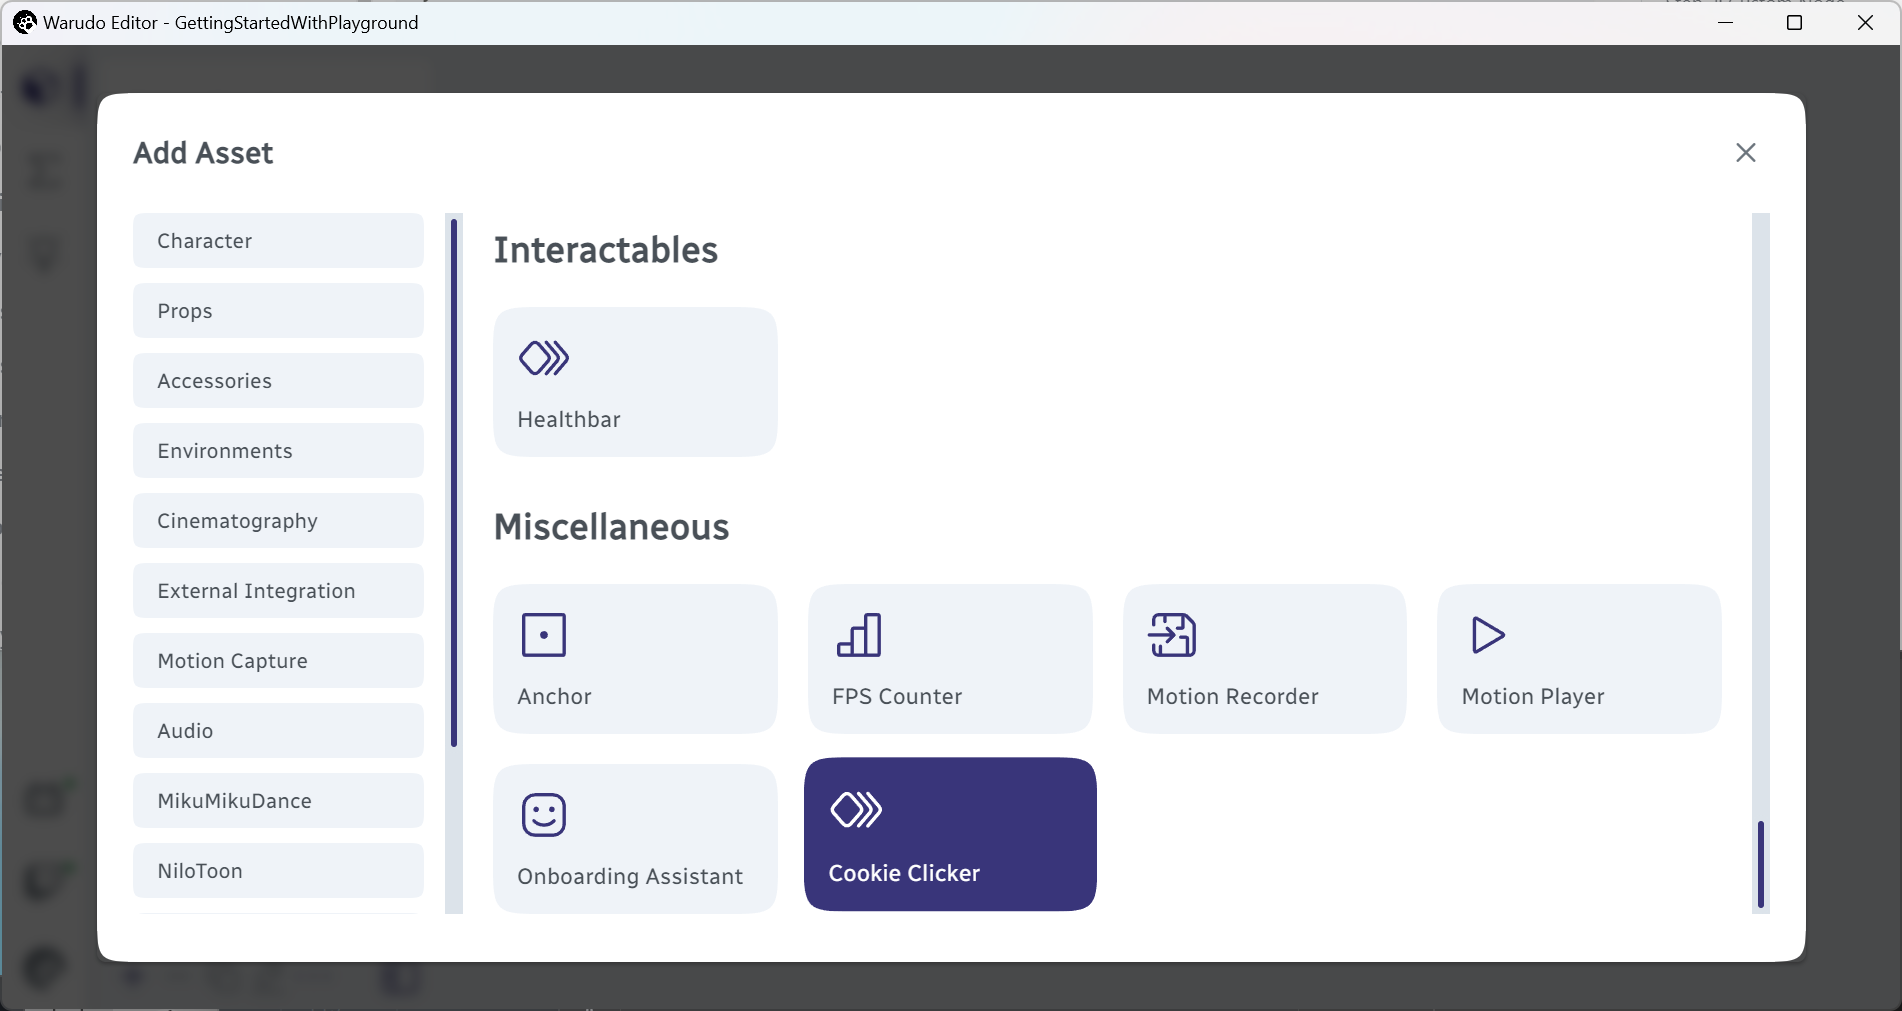 Warudo Editor - GettingStartedWithPlayground
Add Asset
Character
Props
Accessories
Environments
Cinematography
External Integration
Motion Capture
Audio
MikuMikuDance
NiloToon
Interactables
Healthbar
Miscellaneous
Anchor
FPS Counter
Motion Recorder
Motion Player
Onboarding Assistant
Cookie Clicker